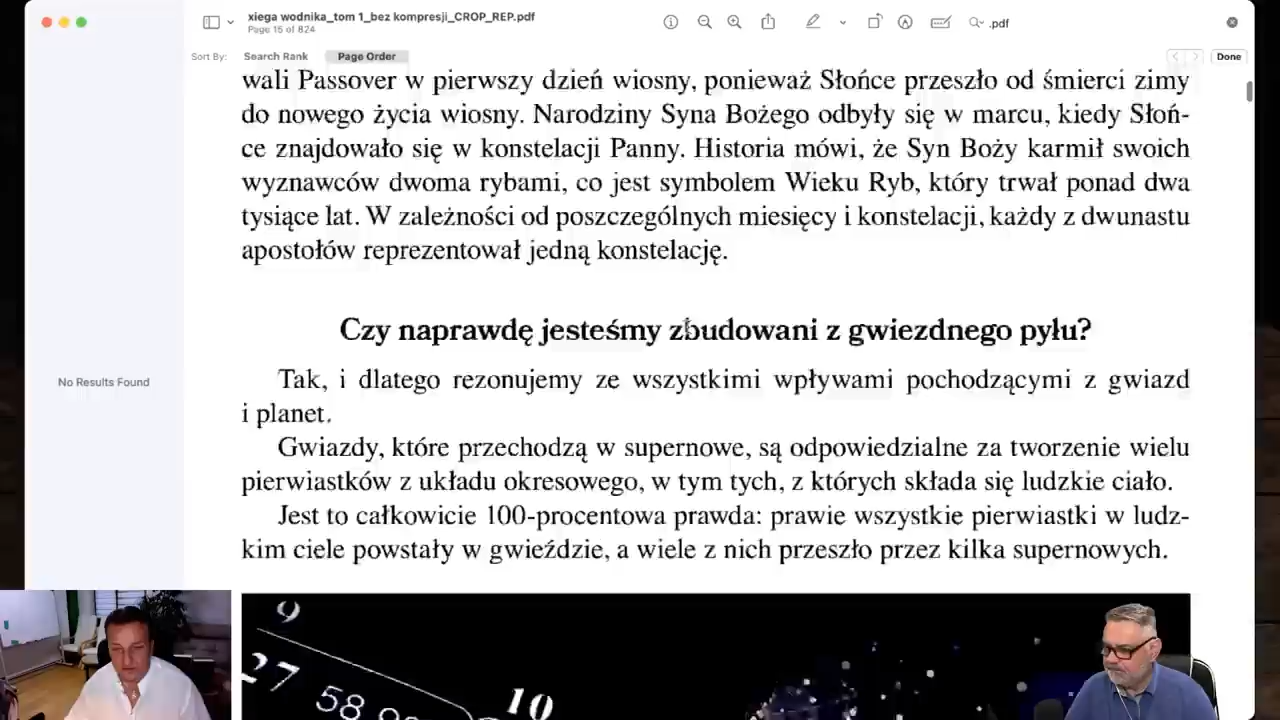 xiega wodnika_tom 1_bez kompresji_CROP_REP.pdf
Page 15 of 824
.pdf
Sort By:
Search Rank
Page Order
Done
wali Passover w pierwszy dzień wiosny, ponieważ Słońce przeszło od śmierci zimy
do nowego życia wiosny. Narodziny Syna Bożego odbyły się w marcu, kiedy Słoń-
ce znajdowało się w konstelacji Panny. Historia mówi, że Syn Boży karmił swoich
wyznawców dwoma rybami, co jest symbolem Wieku Ryb, który trwał ponad dwa
tysiące lat. W zależności od poszczególnych miesięcy i konstelacji, każdy z dwunastu
apostołów reprezentował jedną konstelację.
Czy naprawdę jesteśmy zbudowani z gwiezdnego pyłu?
No Results Found
Tak, i dlatego rezonujemy ze wszystkimi wpływami pochodzącymi z gwiazd
i planet.
Gwiazdy, które przechodzą w supernowe, są odpowiedzialne za tworzenie wielu
pierwiastków z układu okresowego, w tym tych, z których składa się ludzkie ciało.
Jest to całkowicie 100-procentowa prawda: prawie wszystkie pierwiastki w ludz-
kim ciele powstały w gwieździe, a wiele z nich przeszło przez kilka supernowych.
9
27
10